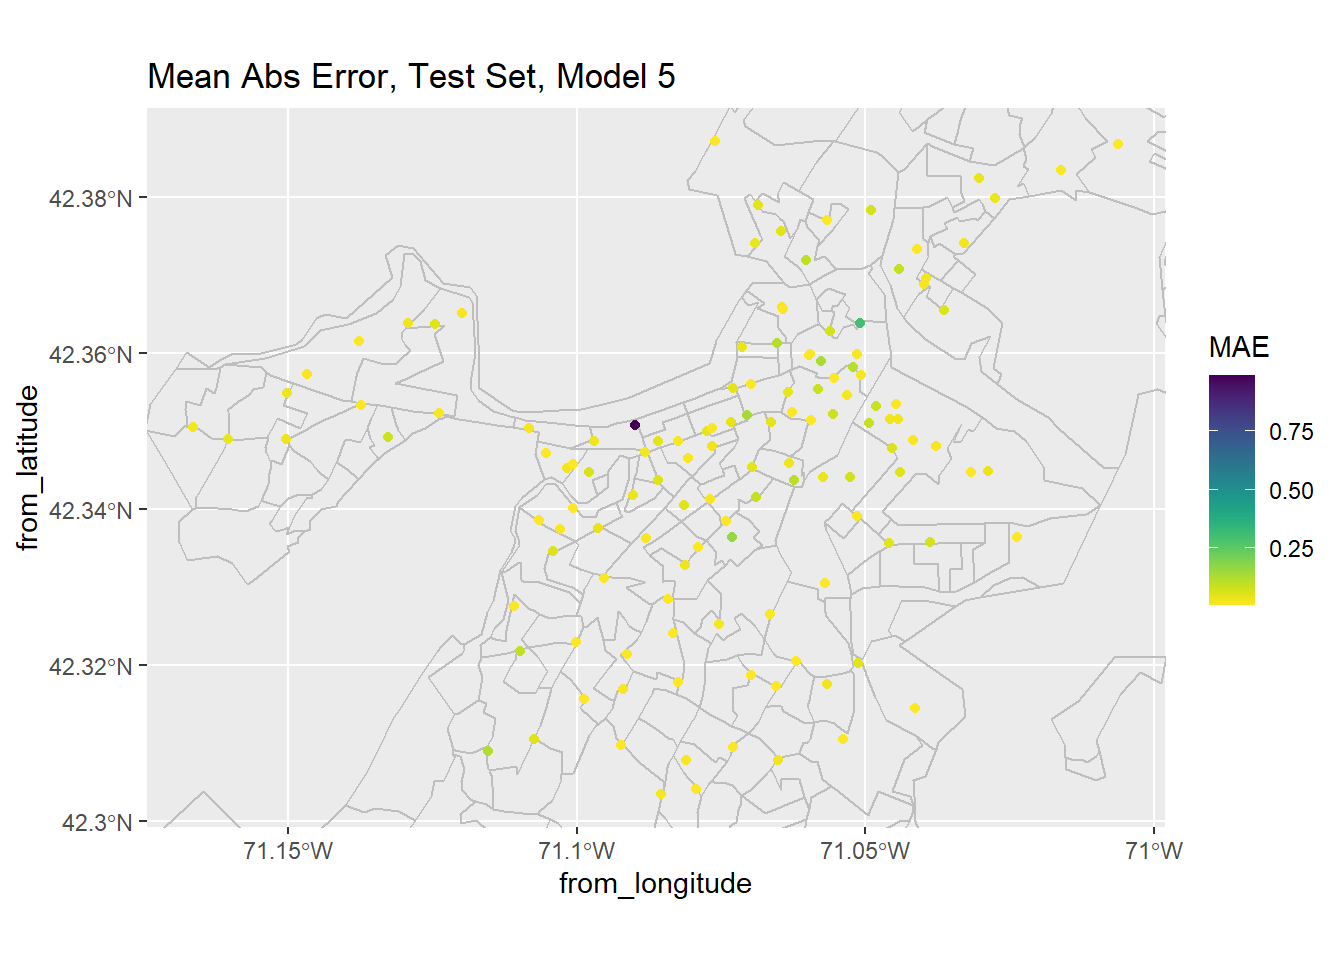 Mean Abs Error, Test Set, Model 5
42.38°N
42.36°N
42.34°N
42.32°N
42.3°N
from_latitude
71.15°W
71.1°W
71.05°W
71°W
from_longitude
MAE
0.75
0.50
0.25